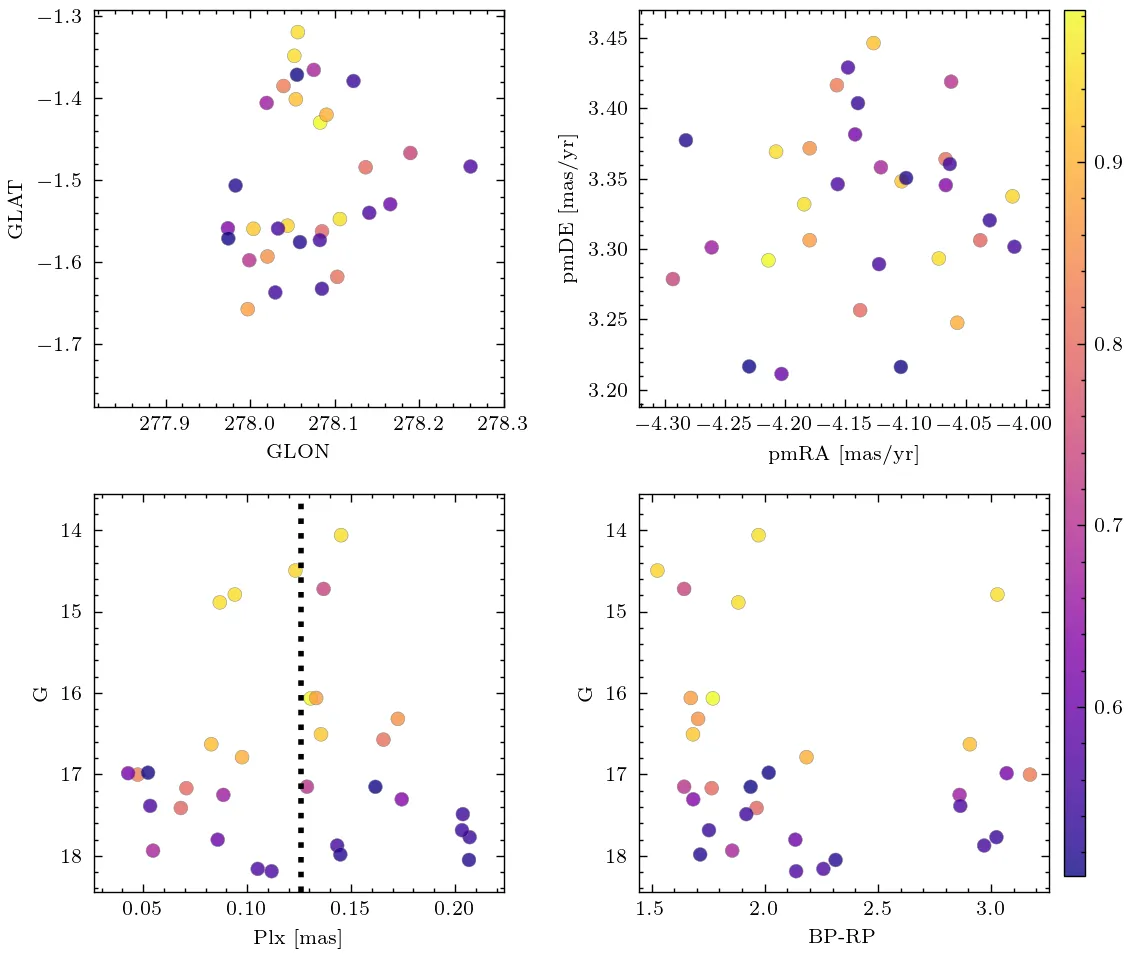 −1.3
−1.4
−1.5
−1.6
−1.7
GLAT
277.9 278.0 278.1 278.2 278.3
GLON
3.45
3.40
3.35
3.30
3.25
3.20
pmDE [mas/yr]
−4.30 −4.25 −4.20 −4.15 −4.10 −4.05 −4.00
pmRA [mas/yr]
0.9
0.8
0.7
0.6
14
15
16
17
18
G
0.05 0.10 0.15 0.20
Plx [mas]
14
15
16
17
18
G
1.5 2.0 2.5 3.0
BP-RP